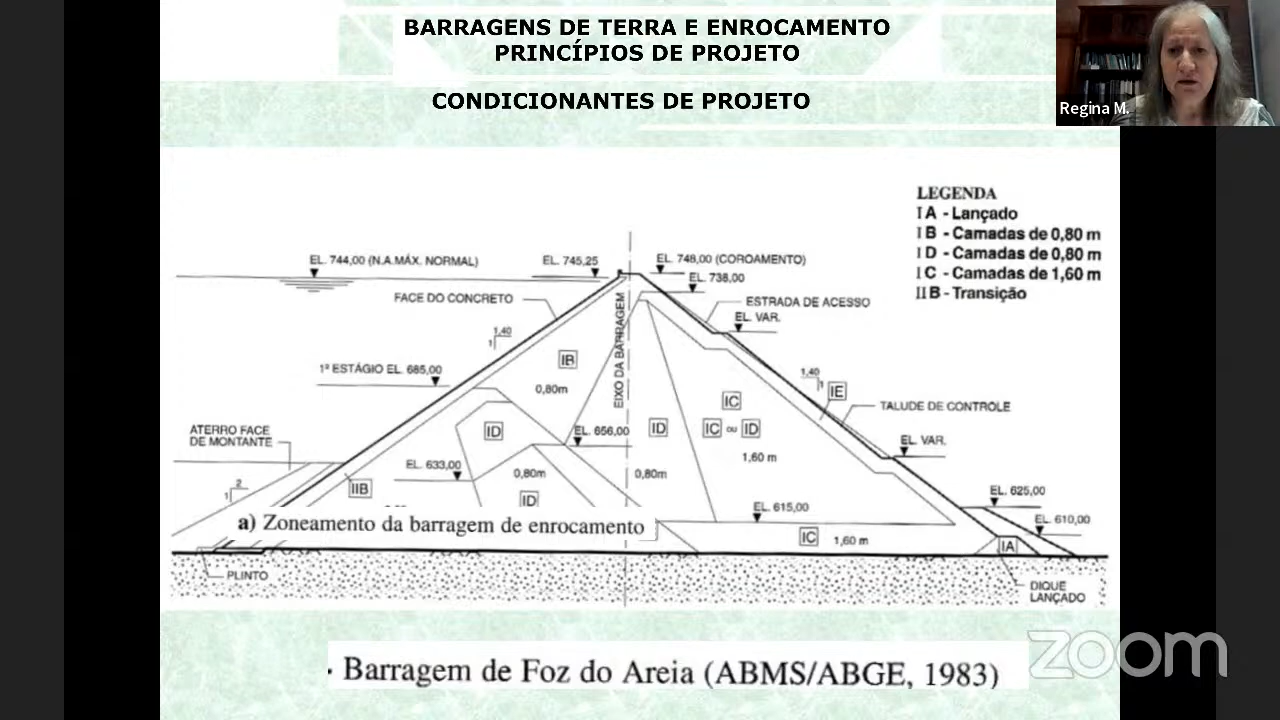 BARRAGENS DE TERRA E ENROCAMENTO
PRINCÍPIOS DE PROJETO
CONDICIONANTES DE PROJETO
Regina M.
LEGENDA
I A - Lançado
I B - Camadas de 0,80 m
I D - Camadas de 0,80 m
I C - Camadas de 1,60 m
II B - Transição
EL. 744,00 (N.A.MÁX. NORMAL)
EL. 745,25
EL. 748,00 (COROAMENTO)
EL. 738,00
FACE DO CONCRETO
EIXO DA BARRAGEM
ESTRADA DE ACESSO
EL. VAR.
1,40
1
IB
0,80m
1º ESTÁGIO EL. 685,00
1,40
1
IE
IC
TALUDE DE CONTROLE
ATERRO FACE
DE MONTANTE
ID
EL. 656,00
ID
IC ou ID
EL. VAR.
1,60 m
EL. 633,00
0,80m
0,80m
2
1
IIB
ID
EL. 625,00
EL. 615,00
EL. 610,00
a) Zoneamento da barragem de enrocamento
IC
1,60 m
IA
PLINTO
DIQUE
LANÇADO
- Barragem de Foz do Areia (ABMS/ABGE, 1983)
zoom